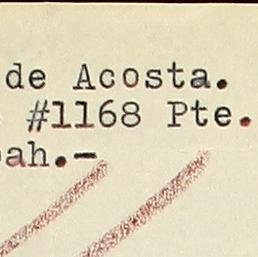 de Acosta.
#1168 Pte.
ah.-